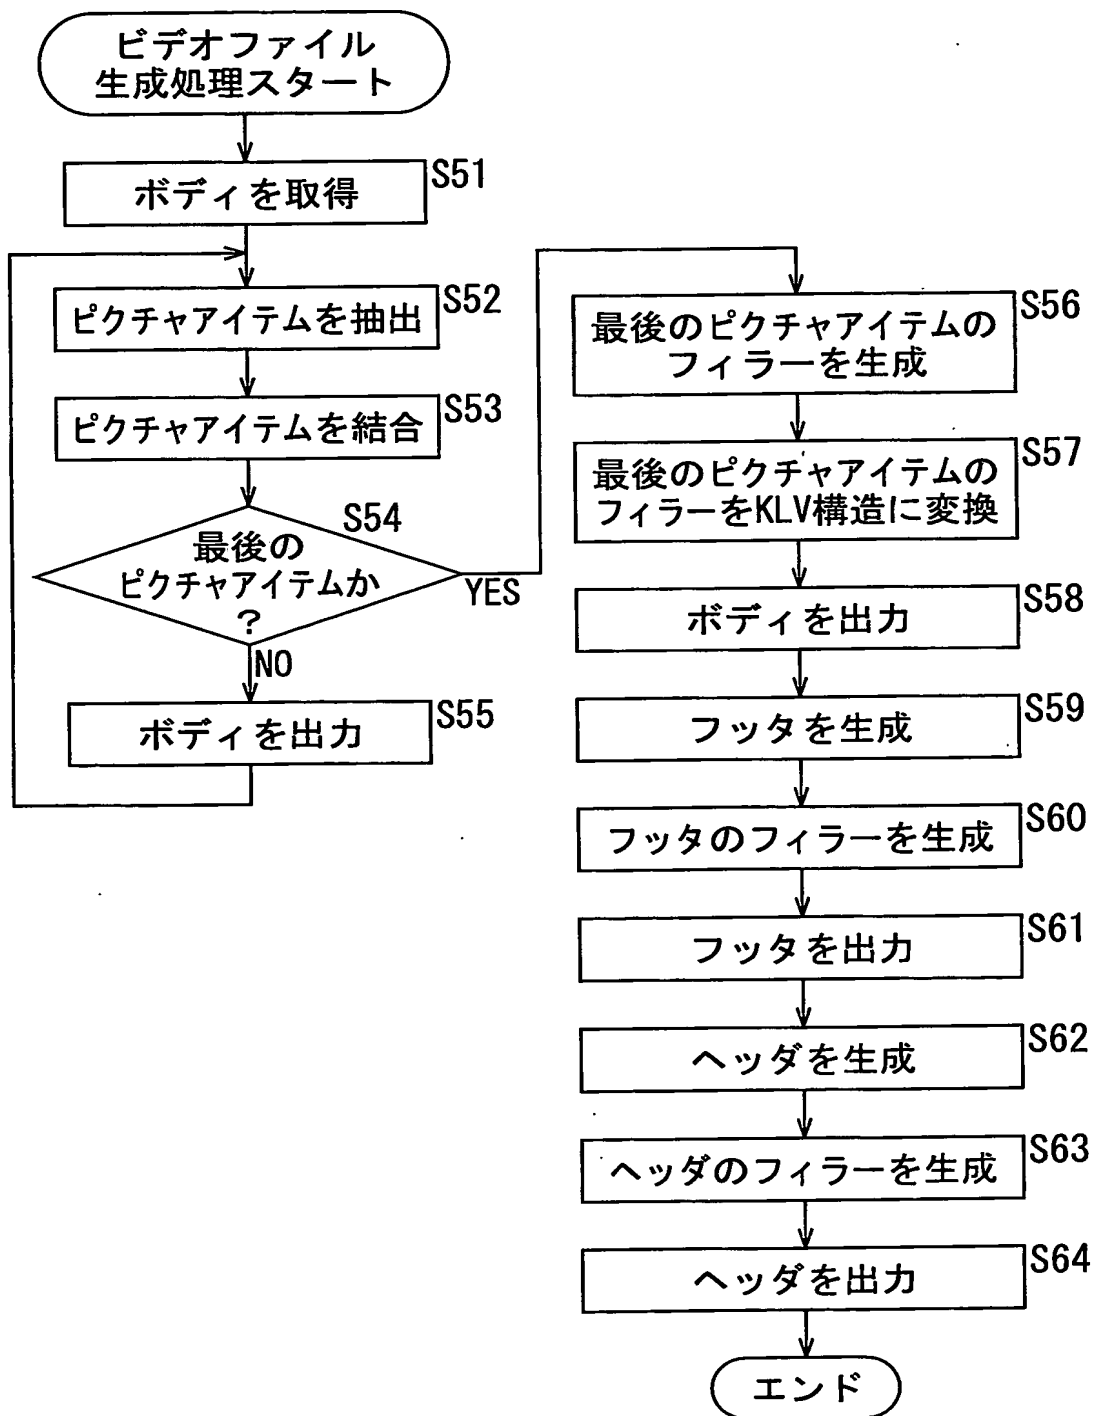 ビデオファイル
生成処理スタート
S51
ボディを取得
S52
ピクチャアイテムを抽出
S53
ピクチャアイテムを結合
S54
最後の
ピクチャアイテムか
?
YES
NO
S55
ボディを出力
S56
最後のピクチャアイテムの
フィラーを生成
S57
最後のピクチャアイテムの
フィラーをKLV構造に変換
S58
ボディを出力
S59
フッタを生成
S60
フッタのフィラーを生成
S61
フッタを出力
S62
ヘッダを生成
S63
ヘッダのフィラーを生成
S64
ヘッダを出力
エンド